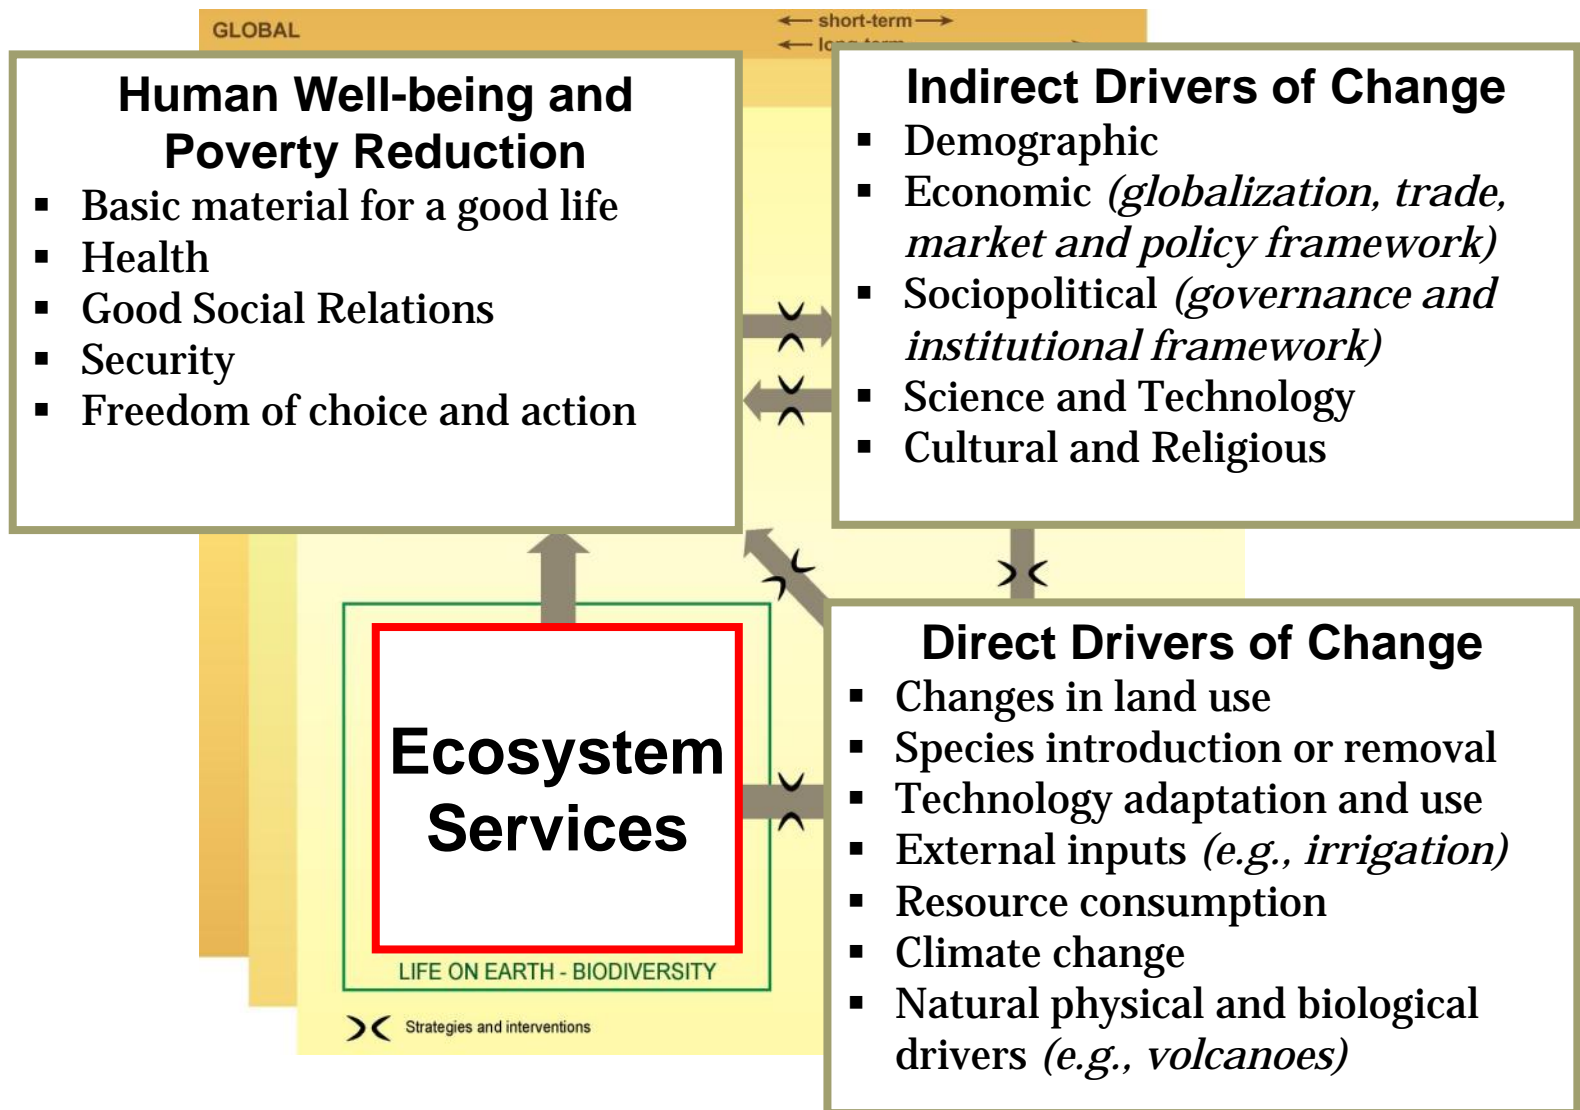 GLOBAL
short-term
Human Well-being and
Poverty Reduction
▪ Basic material for a good life
▪ Health
▪ Good Social Relations
▪ Security
▪ Freedom of choice and action
Indirect Drivers of Change
▪ Demographic
▪ Economic (globalization, trade,
market and policy framework)
▪ Sociopolitical (governance and
institutional framework)
▪ Science and Technology
▪ Cultural and Religious
Ecosystem
Services
LIFE ON EARTH - BIODIVERSITY
Strategies and interventions
Direct Drivers of Change
▪ Changes in land use
▪ Species introduction or removal
▪ Technology adaptation and use
▪ External inputs (e.g., irrigation)
▪ Resource consumption
▪ Climate change
▪ Natural physical and biological
drivers (e.g., volcanoes)